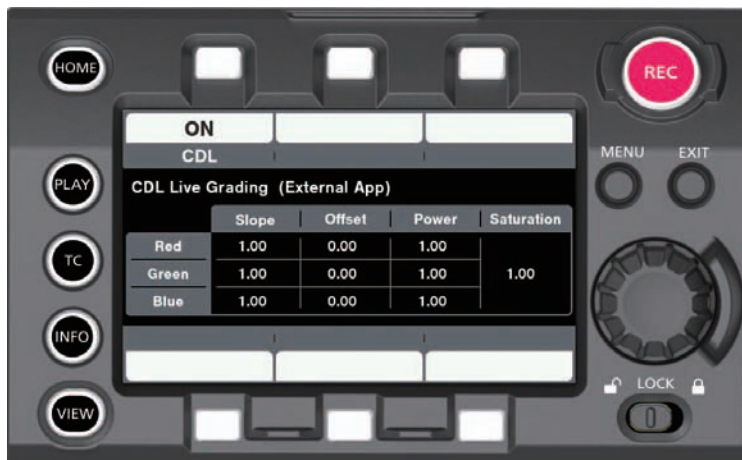 HOME
REC
ON
CDL
MENU EXIT
PLAY
CDL Live Grading (External App)
Slope Offset Power Saturation
Red 1.00 0.00 1.00
TC
Green 1.00 0.00 1.00 1.00
Blue 1.00 0.00 1.00
INFO
LOCK
VIEW